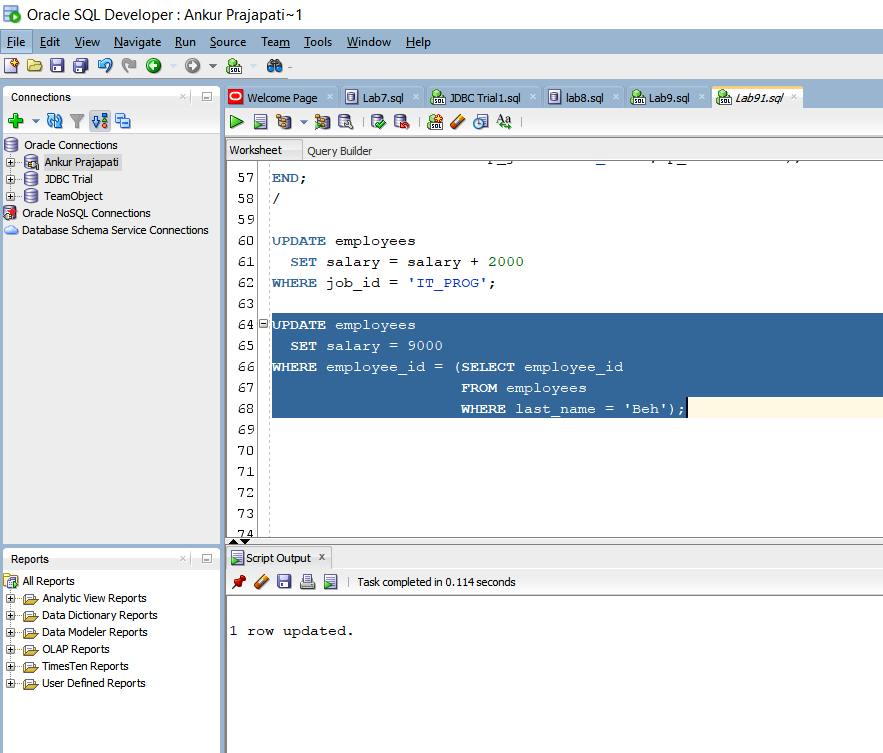 Oracle SQL Developer : Ankur Prajapati~1
File Edit View Navigate Run Source Team Tools Window Help
Connections
Oracle Connections
Ankur Prajapati
JDBC Trial
TeamObject
Oracle NoSQL Connections
Database Schema Service Connections
Reports
All Reports
Analytic View Reports
Data Dictionary Reports
Data Modeler Reports
OLAP Reports
TimesTen Reports
User Defined Reports
Welcome Page Lab7.sql JDBC Trial1.sql lab8.sql Lab9.sql Lab91.sql
Worksheet Query Builder
57 END;
58 /
59
60 UPDATE employees
61 SET salary = salary + 2000
62 WHERE job_id = 'IT_PROG';
63
64 UPDATE employees
65 SET salary = 9000
66 WHERE employee_id = (SELECT employee_id
67 FROM employees
68 WHERE last_name = 'Beh');
69
70
71
72
73
74
Script Output
Task completed in 0.114 seconds
1 row updated.